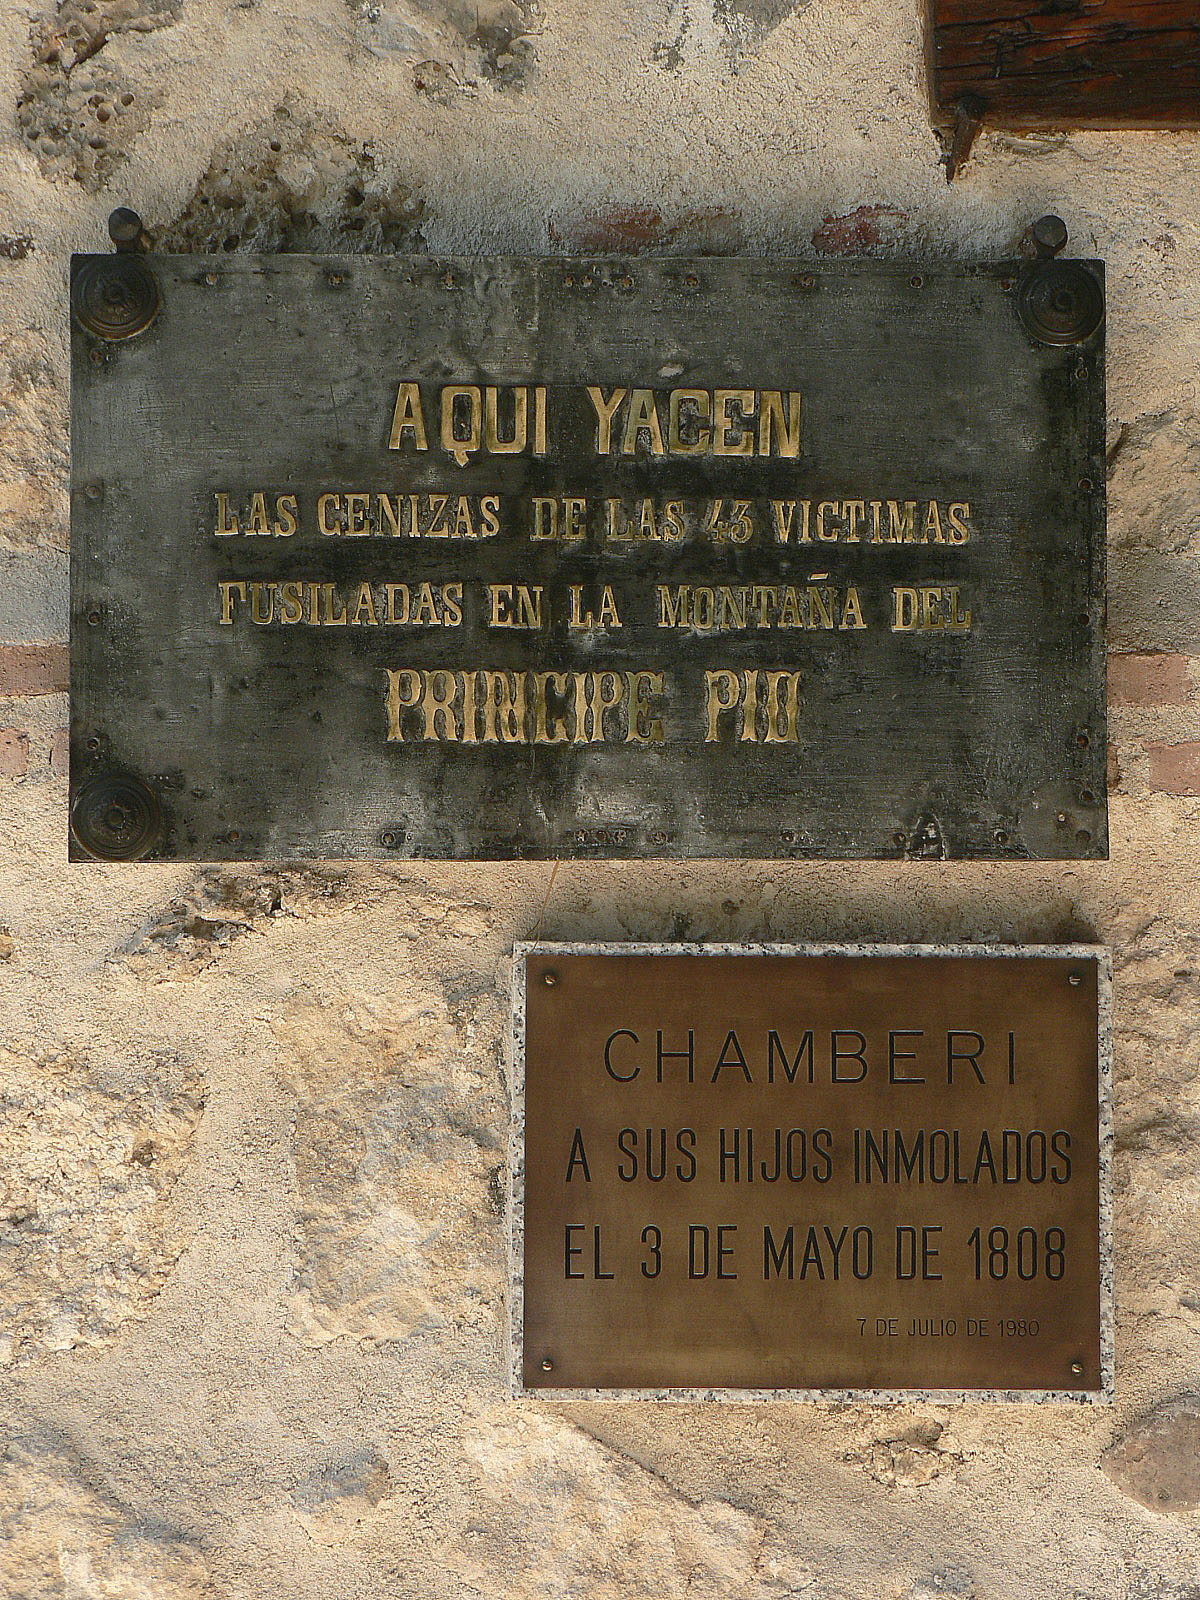 AQUI YACEN
LAS CENIZAS DE LAS 43 VICTIMAS
FUSILADAS EN LA MONTAÑA DEL
PRINCIPE PIO
CHAMBERI
A SUS HIJOS INMOLADOS
EL 3 DE MAYO DE 1808
7 DE JULIO DE 1980